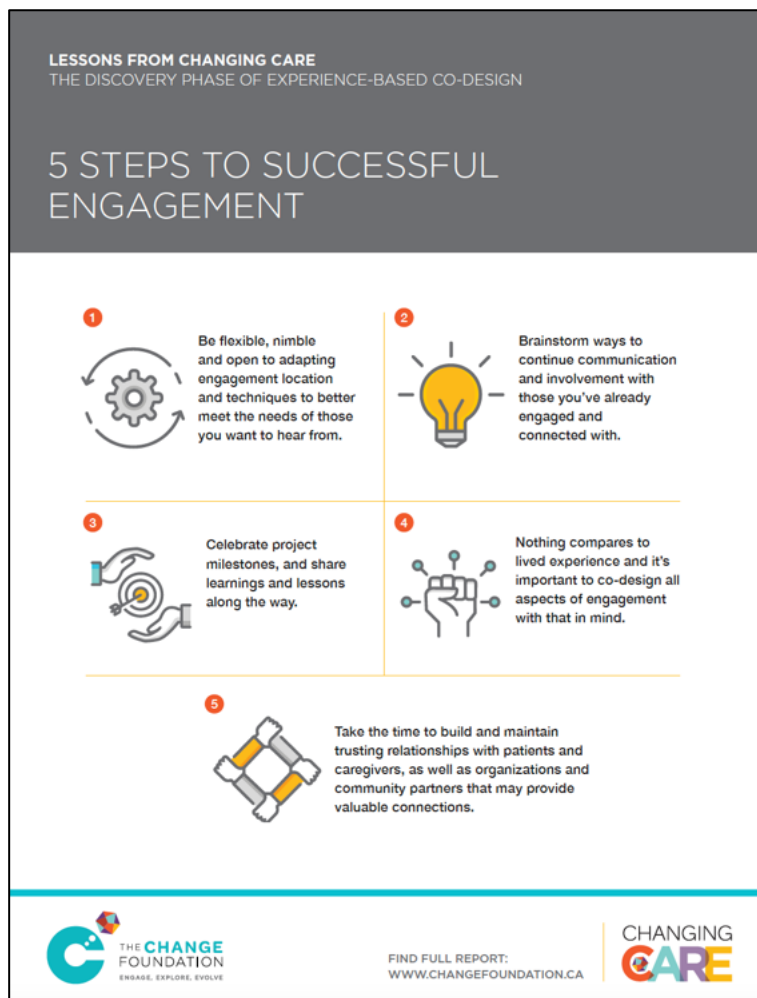 LESSONS FROM CHANGING CARE
THE DISCOVERY PHASE OF EXPERIENCE-BASED CO-DESIGN
5 STEPS TO SUCCESSFUL
ENGAGEMENT
1
Be flexible, nimble
and open to adapting
engagement location
and techniques to better
meet the needs of those
you want to hear from.
2
Brainstorm ways to
continue communication
and involvement with
those you've already
engaged and
connected with.
3
Celebrate project
milestones, and share
learnings and lessons
along the way.
4
Nothing compares to
lived experience and it's
important to co-design all
aspects of engagement
with that in mind.
5
Take the time to build and maintain
trusting relationships with patients and
caregivers, as well as organizations and
community partners that may provide
valuable connections.
THE CHANGE
FOUNDATION
ENGAGE, EXPLORE, EVOLVE
FIND FULL REPORT:
WWW.CHANGEFOUNDATION.CA
CHANGING
CARE